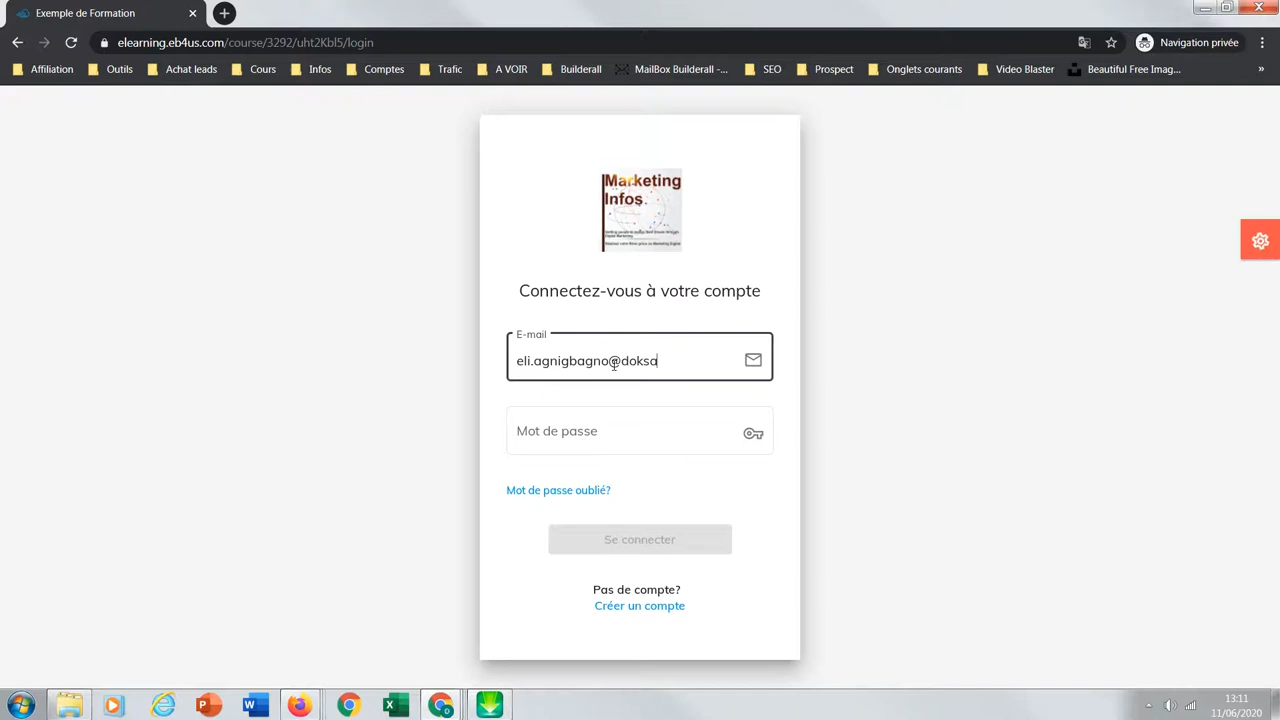 Exemple de Formation
elearning.eb4us.com/course/3292/uht2Kbl5/login
Navigation privée
Affiliation Outils Achat leads Cours Infos Comptes Trafic A VOIR Builderall MailBox Builderall -... SEO Prospect Onglets courants Video Blaster Beautiful Free Imag... »
Marketing
Infos.
Connectez-vous à votre compte
E-mail
eli.agnigbagno@doksa
Mot de passe
Mot de passe oublié?
Se connecter
Pas de compte?
Créer un compte
13:11
11/06/2020